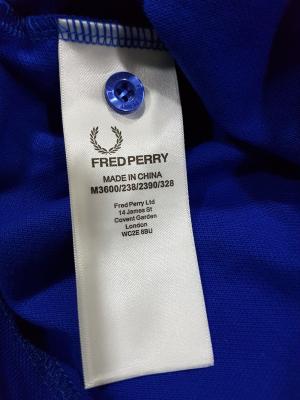 FRED PERRY
MADE IN CHINA
M3600/238/2390/328
Fred Perry Ltd
14 James St
Covent Garden
London
WC2E 8BU